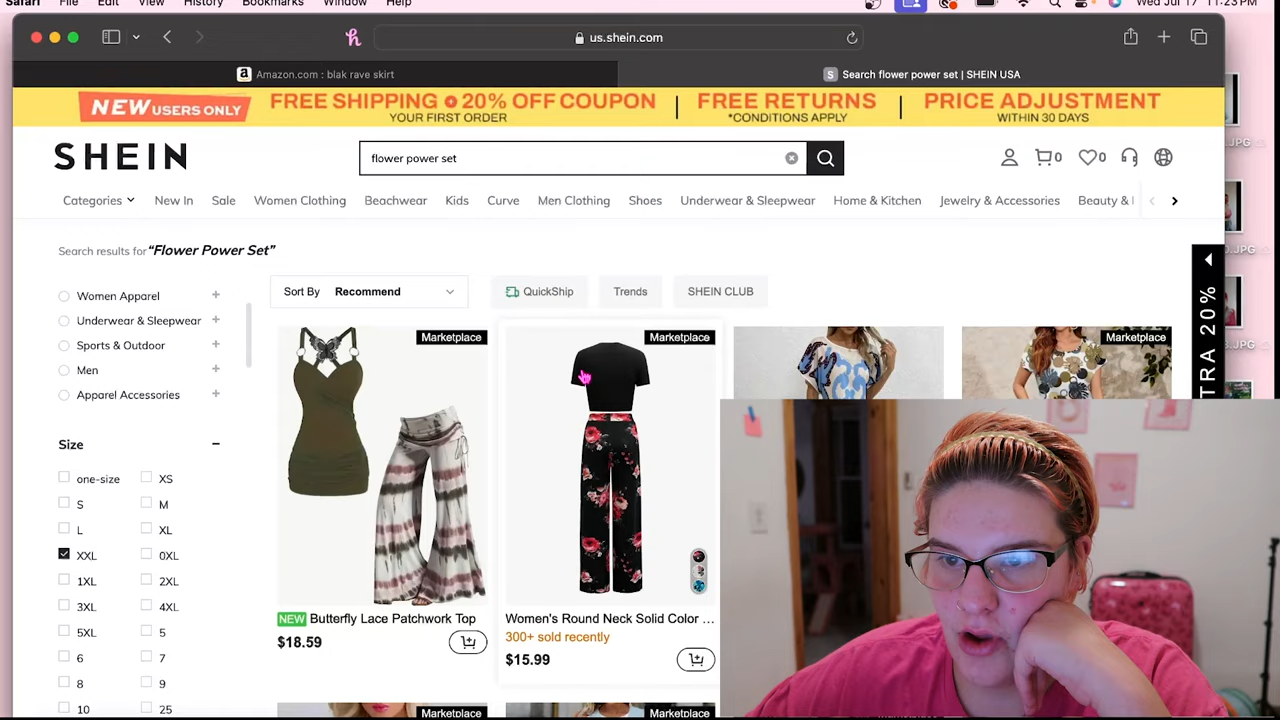 Safari File Edit View History Bookmarks Window Help
Wed Jul 17 11:23 PM
us.shein.com
Amazon.com : blak rave skirt
S Search flower power set | SHEIN USA
NEW USERS ONLY
FREE SHIPPING + 20% OFF COUPON
YOUR FIRST ORDER
FREE RETURNS
*CONDITIONS APPLY
PRICE ADJUSTMENT
WITHIN 30 DAYS
SHEIN
flower power set
0
0
Categories New In Sale Women Clothing Beachwear Kids Curve Men Clothing Shoes Underwear & Sleepwear Home & Kitchen Jewelry & Accessories Beauty &
Search results for "Flower Power Set"
Sort By Recommend
QuickShip
Trends
SHEIN CLUB
Women Apparel
Underwear & Sleepwear
Sports & Outdoor
Men
Apparel Accessories
Size
one-size XS
S M
L XL
XXL 0XL
1XL 2XL
3XL 4XL
5XL 5
6 7
8 9
10 25
Marketplace
NEW Butterfly Lace Patchwork Top
$18.59
Marketplace
Women's Round Neck Solid Color ...
300+ sold recently
$15.99
Marketplace
Marketplace
Marketplace
TRA 20%
.JPG
.JPG
.JPG